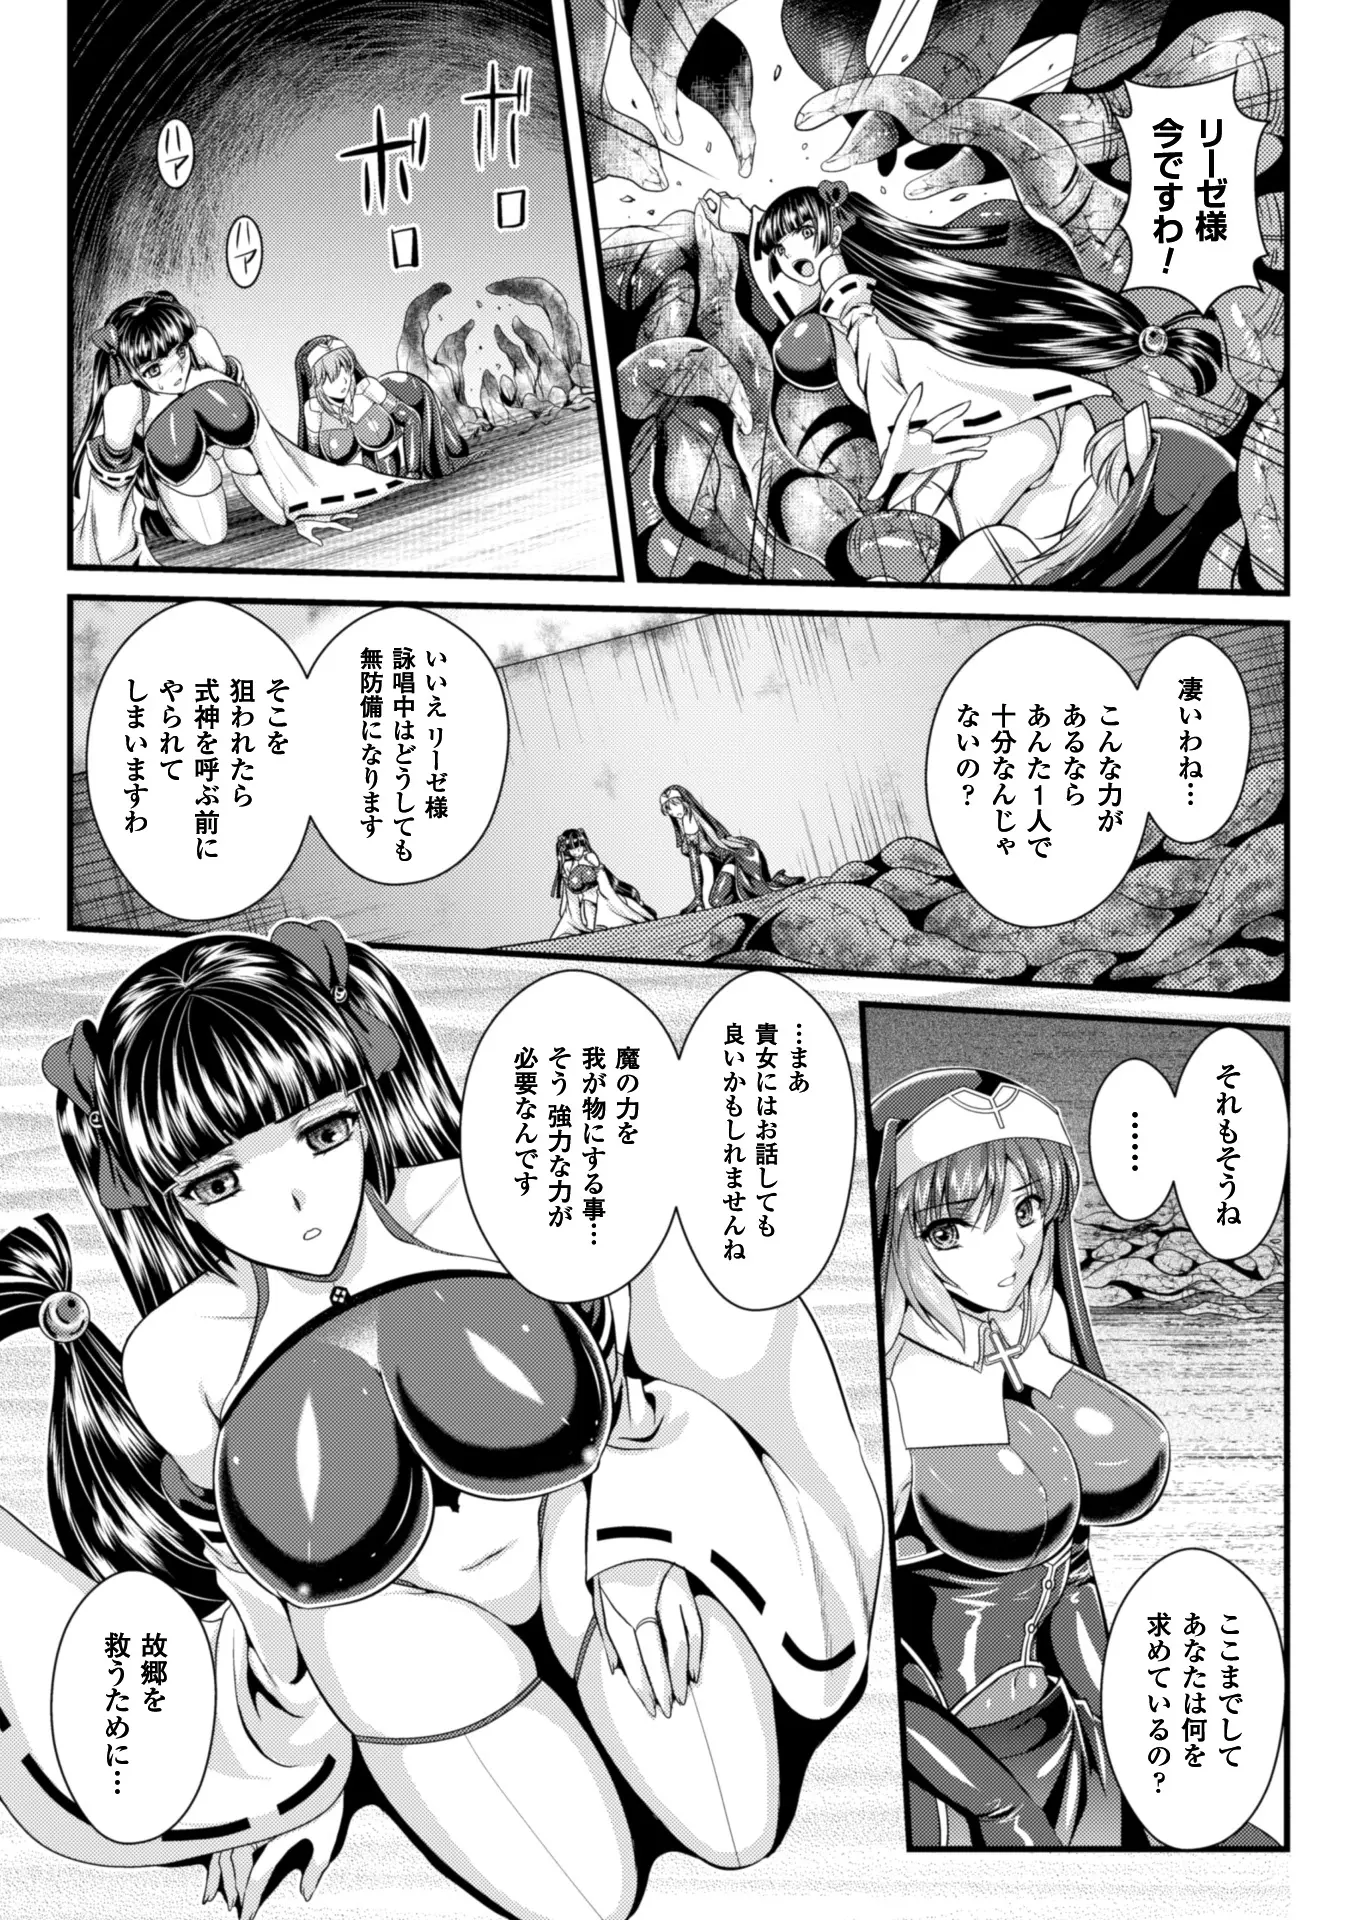 リーゼ様
今ですわ!
ボロ
ボロ
ハァ
ハァ
凄いわね…
こんな力が
あるなら
あんた1人で
十分なんじゃ
ないの?
いいえ リーゼ様
詠唱中はどうしても
無防備になります
そこを
狙われたら
式神を呼ぶ前に
やられて
しまいますわ
それもそうね
……
ここまでして
あなたは何を
求めているの?
…まあ
貴女にはお話しても
良いかもしれませんね
魔の力を
我が物にする事…
そう 強力な力が
必要なんです
故郷を
救うために…